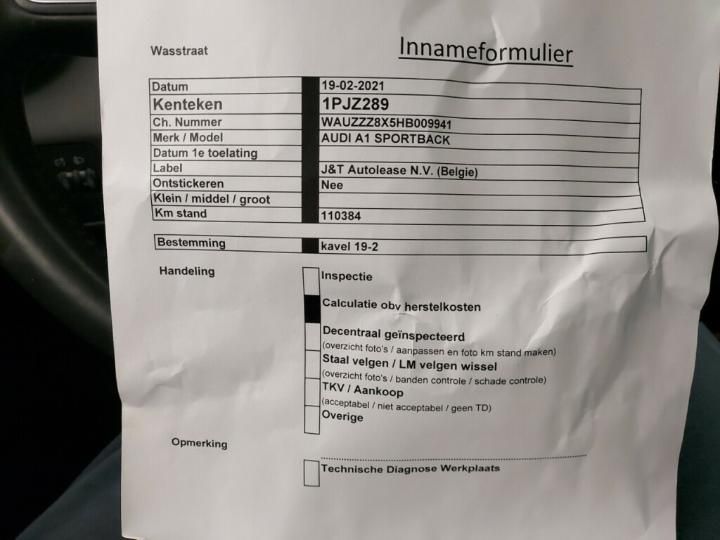 Wasstraat
Innameformulier
Datum 19-02-2021
Kenteken 1PJZ289
Ch. Nummer WAUZZZ8X5HB009941
Merk / Model AUDI A1 SPORTBACK
Datum 1e toelating
Label J&T Autolease N.V. (Belgie)
Ontstickeren Nee
Klein / middel / groot
Km stand 110384
Bestemming kavel 19-2
Handeling
Inspectie
Calculatie obv herstelkosten
Decentraal geïnspecteerd
(overzicht foto's / aanpassen en foto km stand maken)
Staal velgen / LM velgen wissel
(overzicht foto's / banden controle / schade controle)
TKV / Aankoop
(acceptabel / niet acceptabel / geen TD)
Overige
Opmerking
Technische Diagnose Werkplaats